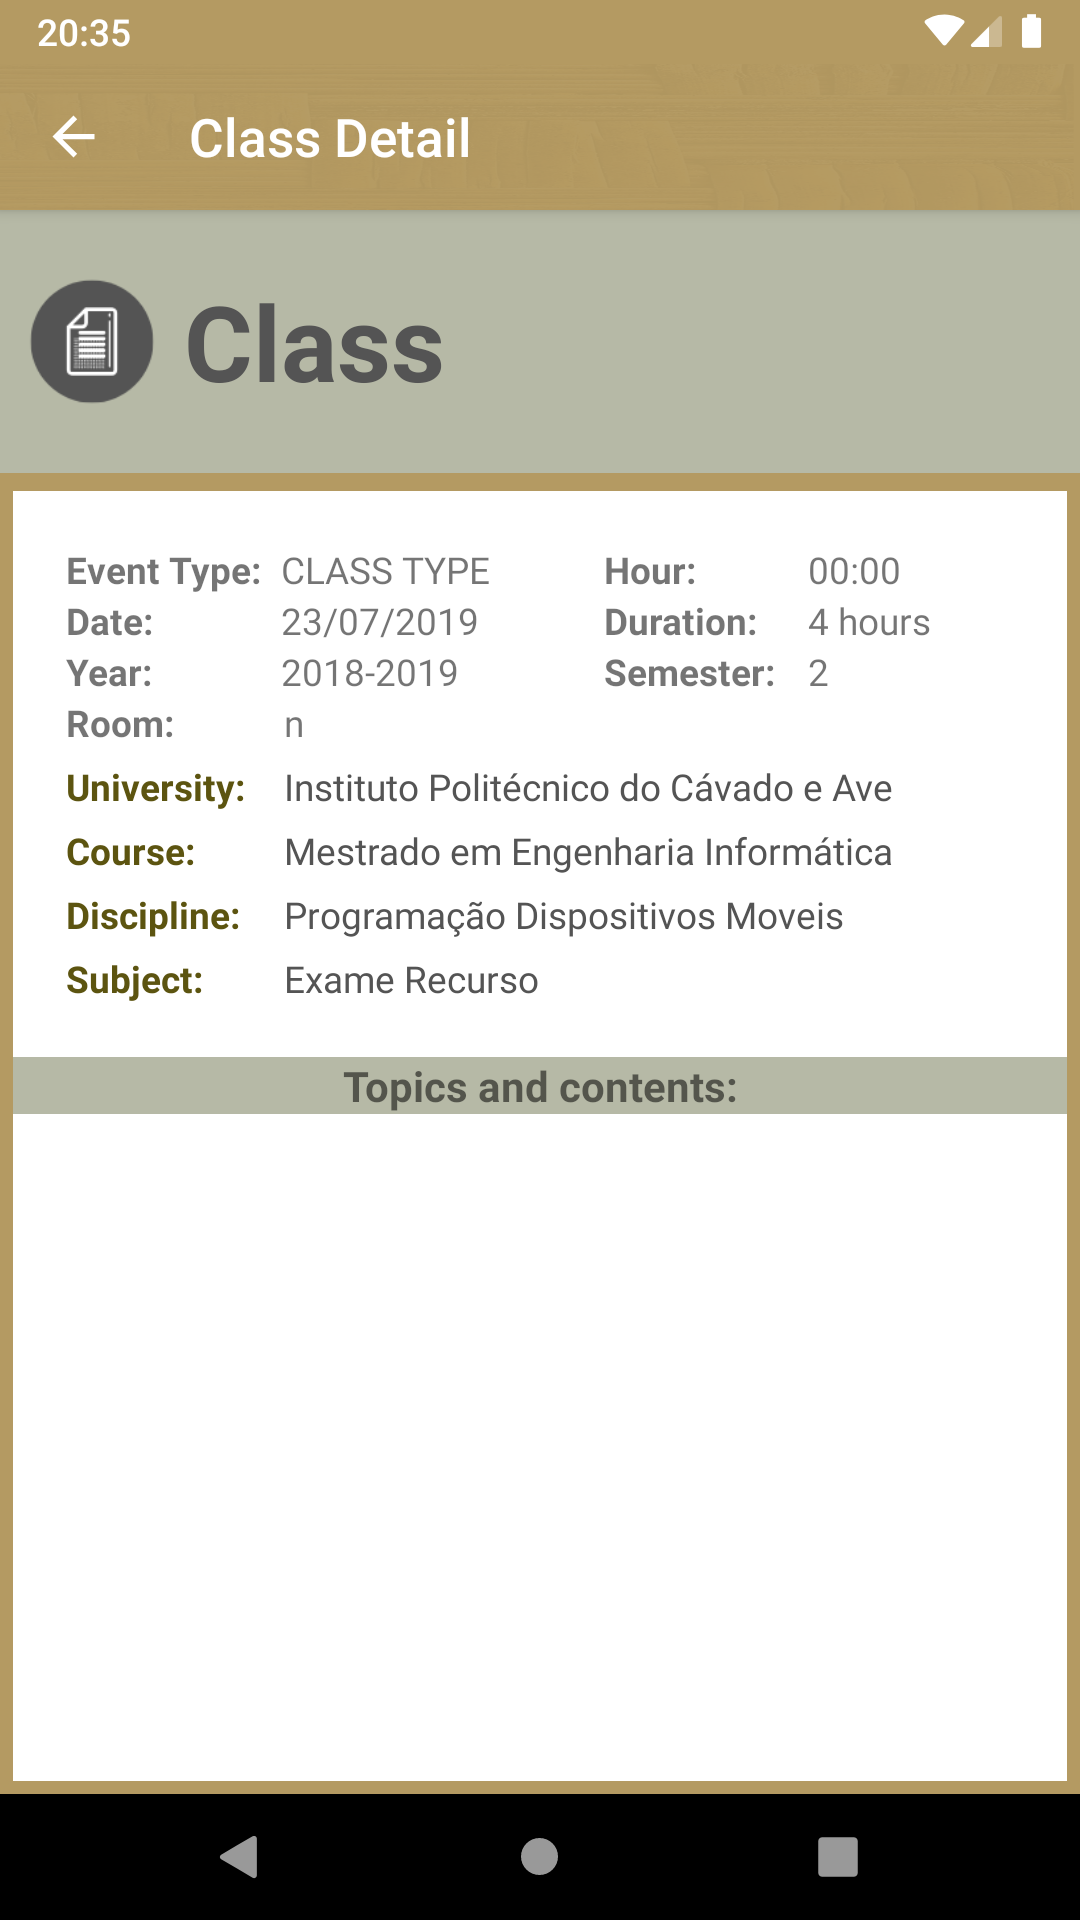 20:35
Class Detail
Class
Event Type: CLASS TYPE Hour: 00:00
Date: 23/07/2019 Duration: 4 hours
Year: 2018-2019 Semester: 2
Room: n
University: Instituto Politécnico do Cávado e Ave
Course: Mestrado em Engenharia Informática
Discipline: Programação Dispositivos Moveis
Subject: Exame Recurso
Topics and contents: